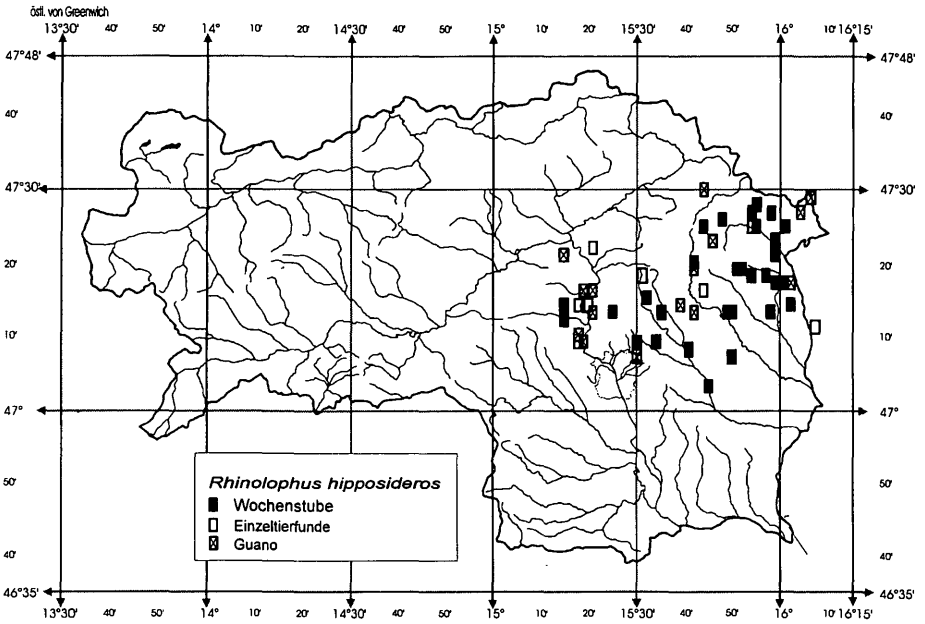 östl. von Greenwich
13°30' 50' 14° 10' 20' 14°30' 40' 50' 15° 10' 20' 15°30' 40' 50' 16° 10' 16°15'
47°48' 47°48'
40' 40'
47°30' 47°30'
20' 20'
10' 10'
47° 47°
50' 50'
Rhinolophus hipposideros
Wochenstube
Einzeltierfunde
Guano
40' 40'
46°35' 46°35'
13°30' 40' 50' 14° 10' 20' 14°30' 40' 50' 15° 10' 20' 15°30' 40' 50' 16° 10' 16°15'